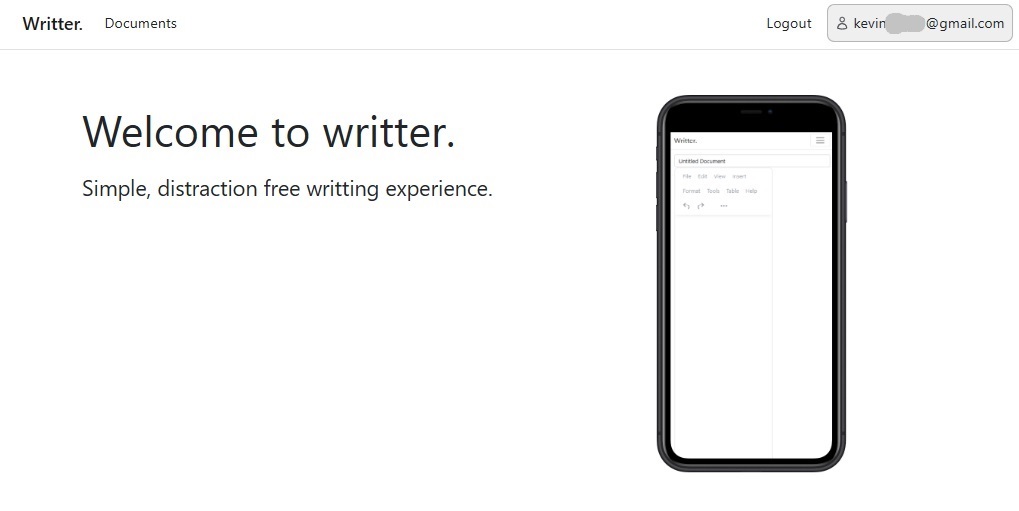 Writter.
Documents
Logout
kevin @gmail.com
Welcome to writter.
Simple, distraction free writting experience.
Writter.
Untitled Document
File Edit View Insert
Format Tools Table Help